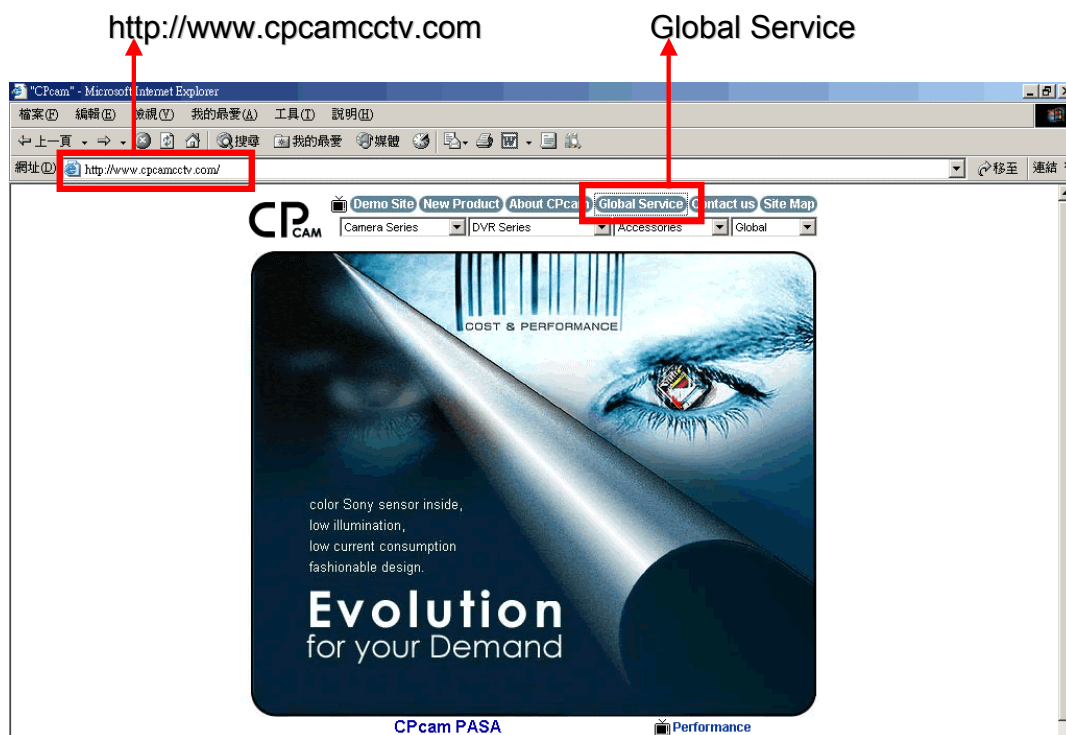 http://www.cpcamcctv.com Global Service
"CPcam" - Microsoft Internet Explorer
檔案(F) 編輯(E) 檢視(V) 我的最愛(A) 工具(T) 說明(H)
上一頁 搜尋 我的最愛 媒體
網址(D) http://www.cpcamcctv.com/ 移至 連結
CPCAM Demo Site New Product About CPcam Global Service Contact us Site Map
Camera Series DVR Series Accessories Global
COST & PERFORMANCE
color Sony sensor inside,
low illumination,
low current consumption
fashionable design.
Evolution
for your Demand
CPcam PASA Performance